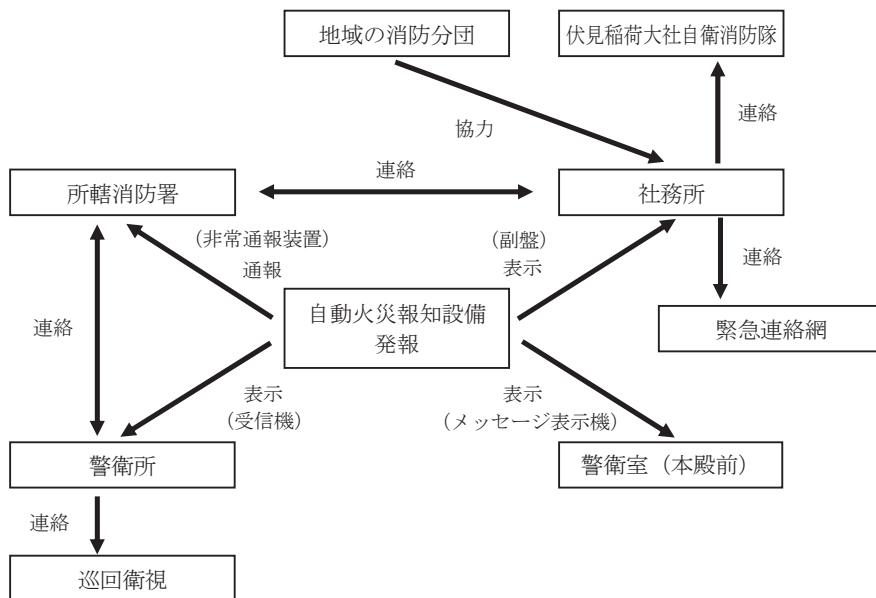 地域の消防分団
伏見稲荷大社自衛消防隊
連絡
協力
連絡
所轄消防署
社務所
（非常通報装置）
通報
（副盤）
表示
連絡
自動火災報知設備
発報
連絡
緊急連絡網
表示
（受信機）
表示
（メッセージ表示機）
警衛所
警衛室（本殿前）
連絡
巡回衛視